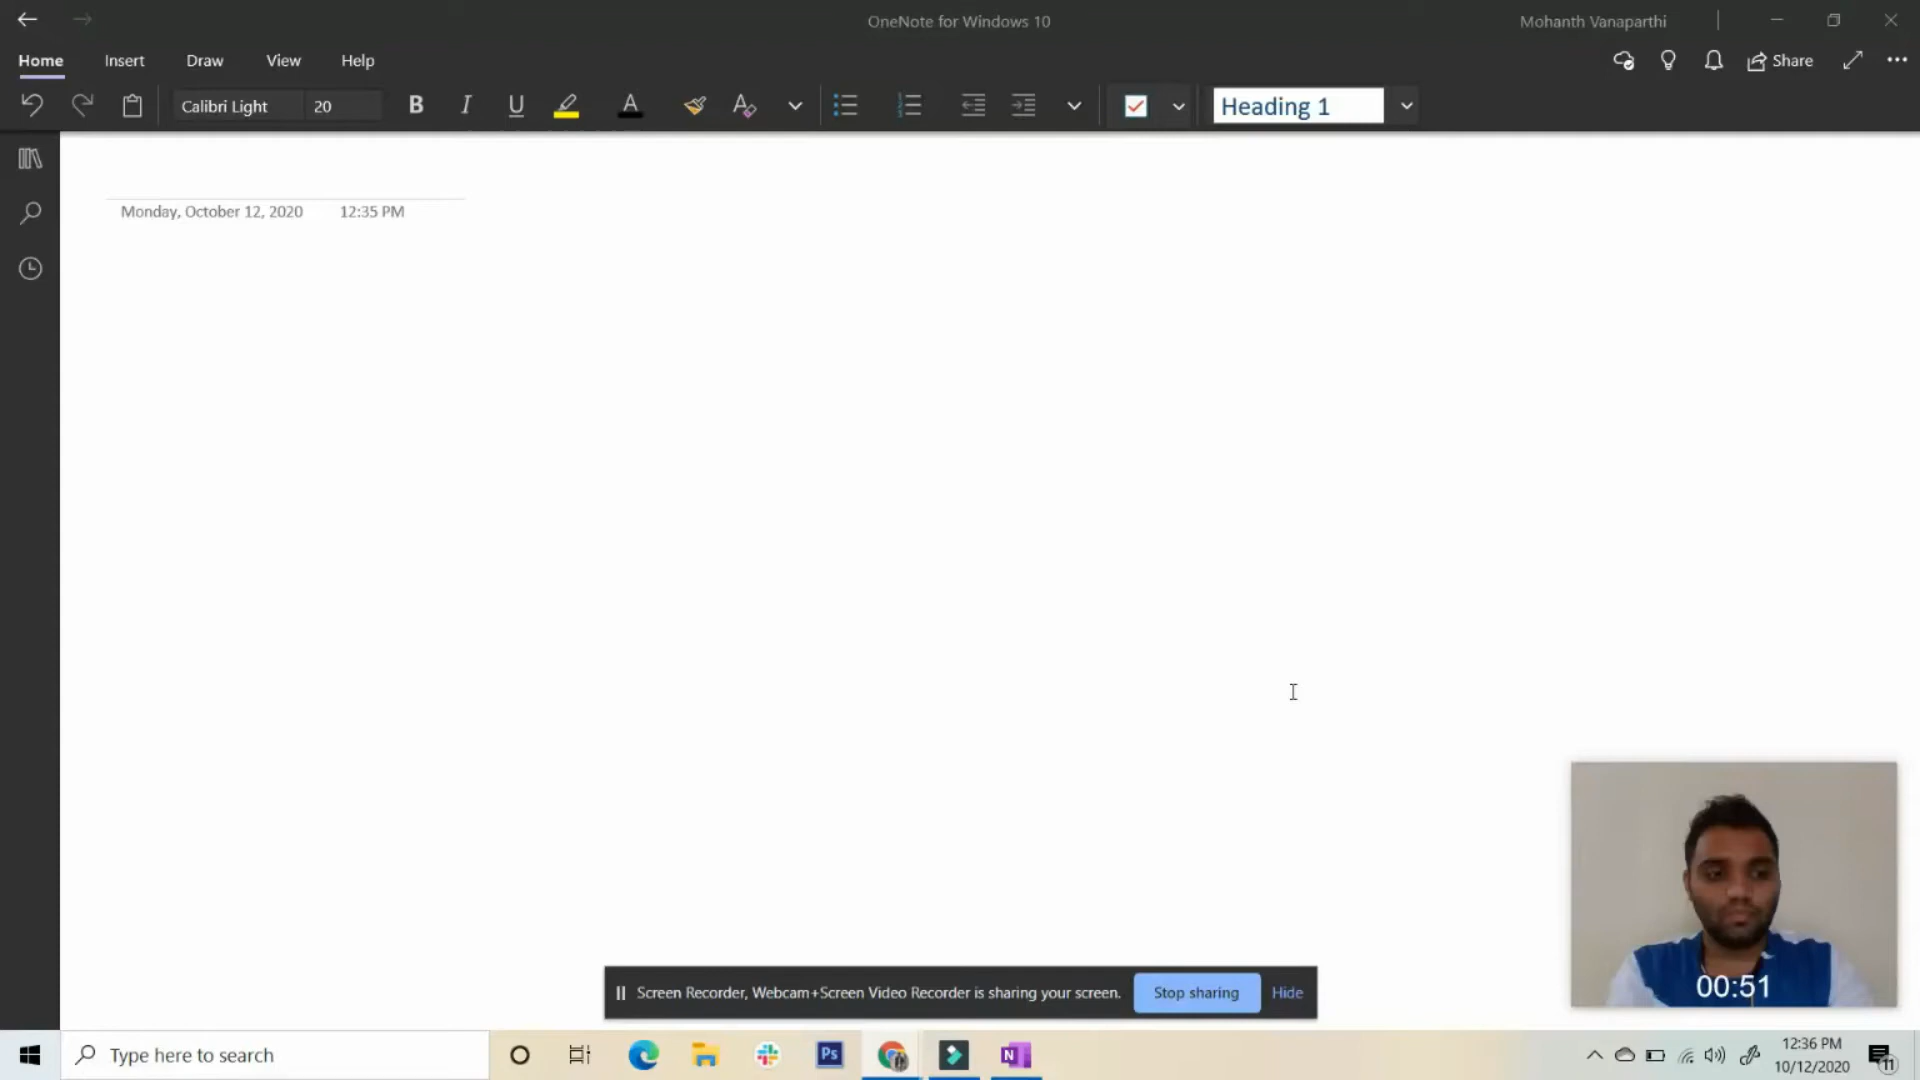 OneNote for Windows 10
Mohanth Vanaparthi
Home Insert Draw View Help
Share
Calibri Light 20 B I U A A Heading 1
Monday, October 12, 2020 12:35 PM
00:51
Screen Recorder, Webcam+Screen Video Recorder is sharing your screen. Stop sharing Hide
Type here to search
Ps
N
12:36 PM
10/12/2020
11